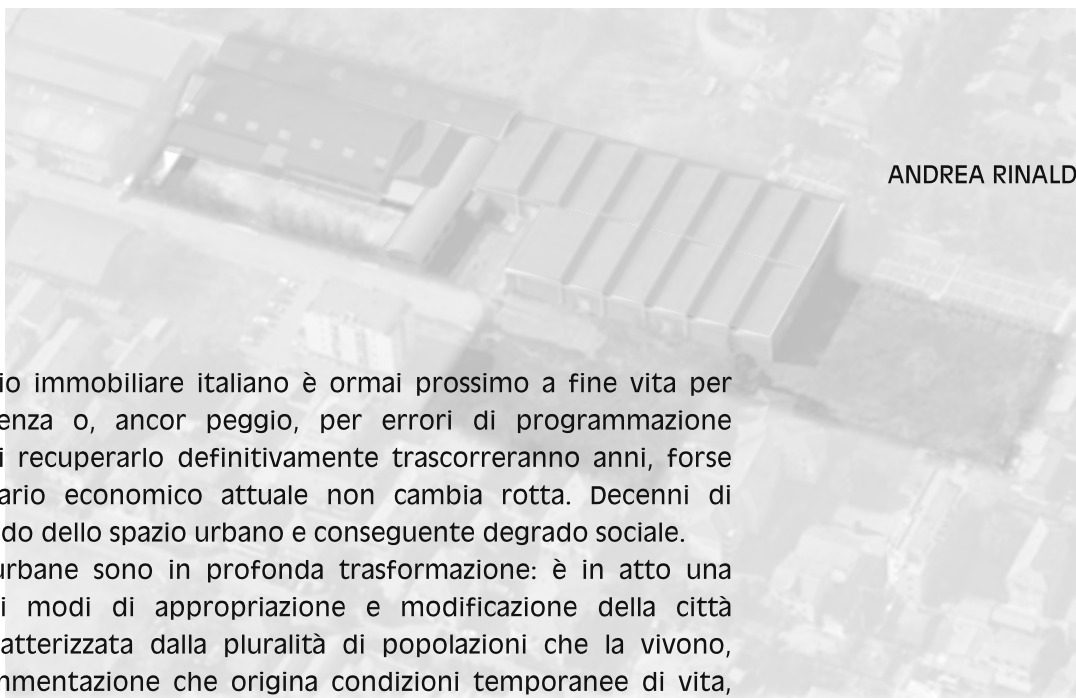 ANDREA RINALD
io immobiliare italiano è ormai prossimo a fine vita per
enza o, ancor peggio, per errori di programmazione
i recuperarlo definitivamente trascorreranno anni, forse
ario economico attuale non cambia rotta. Decenni di
do dello spazio urbano e conseguente degrado sociale.
urbane sono in profonda trasformazione: è in atto una
i modi di appropriazione e modificazione della città
atterizzata dalla pluralità di popolazioni che la vivono,
mmentazione che origina condizioni temporanee di vita,